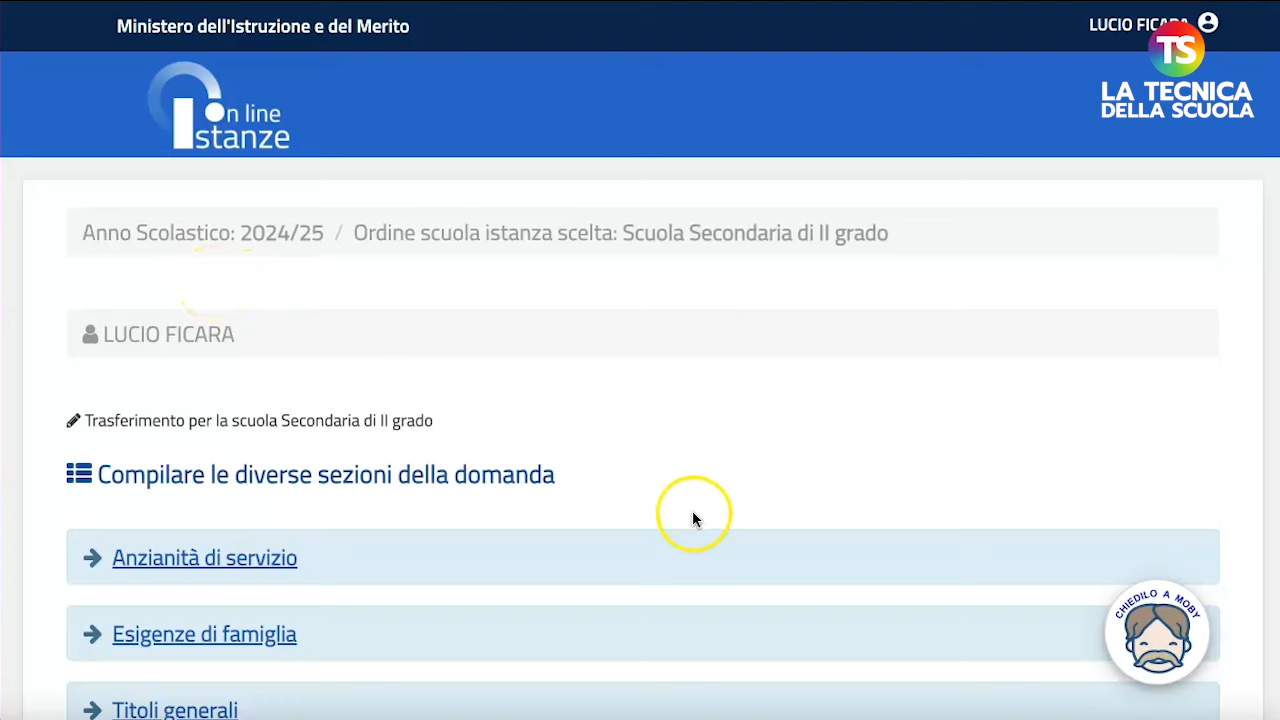 Ministero dell'Istruzione e del Merito
LUCIO FICARA
TS
LA TECNICA
DELLA SCUOLA
On line
Istanze
Anno Scolastico: 2024/25 / Ordine scuola istanza scelta: Scuola Secondaria di II grado
LUCIO FICARA
Trasferimento per la scuola Secondaria di II grado
Compilare le diverse sezioni della domanda
Anzianità di servizio
Esigenze di famiglia
CHIEDILO A MOBY
Titoli generali